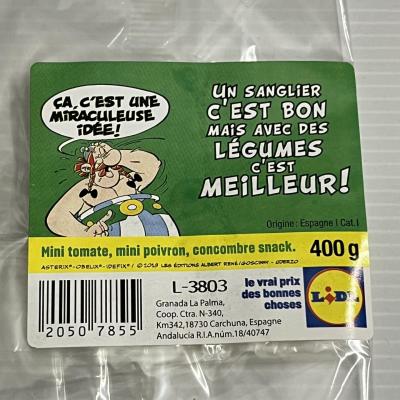 ÇA, C'EST UNE
MIRACULEUSE
IDÉE!
UN SANGLIER
C'EST BON
MAIS AVEC DES
LÉGUMES
C'EST
MEILLEUR!
Origine: Espagne | Cat. I
Mini tomate, mini poivron, concombre snack. 400 g
ASTERIX®-OBELIX®-IDEFIX® / © 2018 LES ÉDITIONS ALBERT RENÉ/GOSCINNY - UDERZO
2050 7855
L-3803
Granada La Palma,
Coop. Ctra. N-340,
Km342,18730 Carchuna, Espagne
Andalucía R.I.A.núm.18/40747
le vrai prix
des bonnes
choses
LIDL